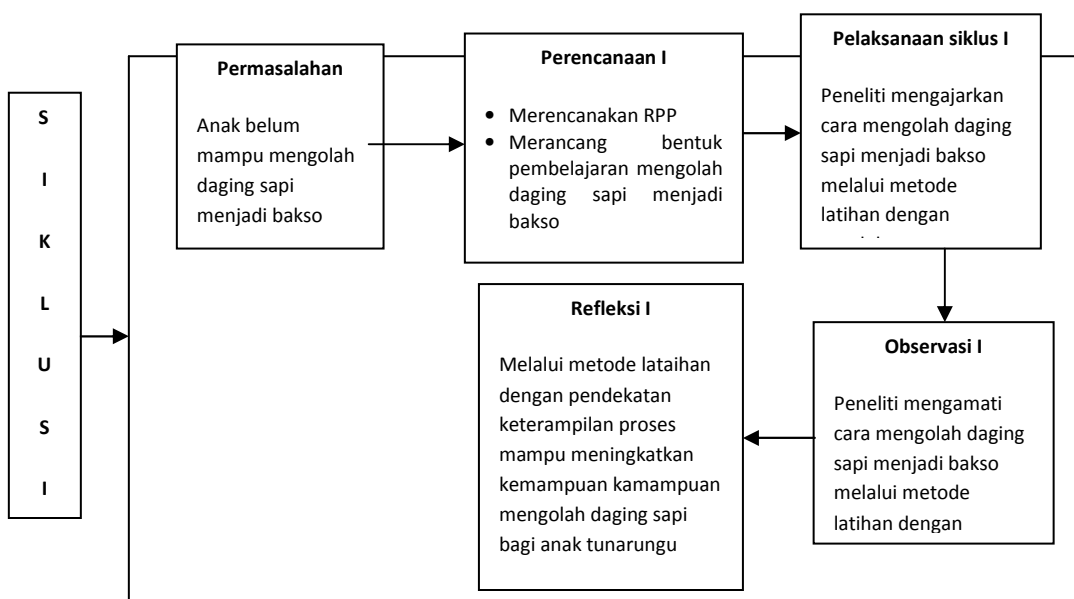 S
I
K
L
U
S
I
Permasalahan
Anak belum
mampu mengolah
daging sapi
menjadi bakso
Perencanaan I
• Merencanakan RPP
• Merancang bentuk
pembelajaran mengolah
daging sapi menjadi
bakso
Pelaksanaan siklus I
Peneliti mengajarkan
cara mengolah daging
sapi menjadi bakso
melalui metode
latihan dengan
Observasi I
Peneliti mengamati
cara mengolah daging
sapi menjadi bakso
melalui metode
latihan dengan
Refleksi I
Melalui metode lataihan
dengan pendekatan
keterampilan proses
mampu meningkatkan
kemampuan kamampuan
mengolah daging sapi
bagi anak tunarungu